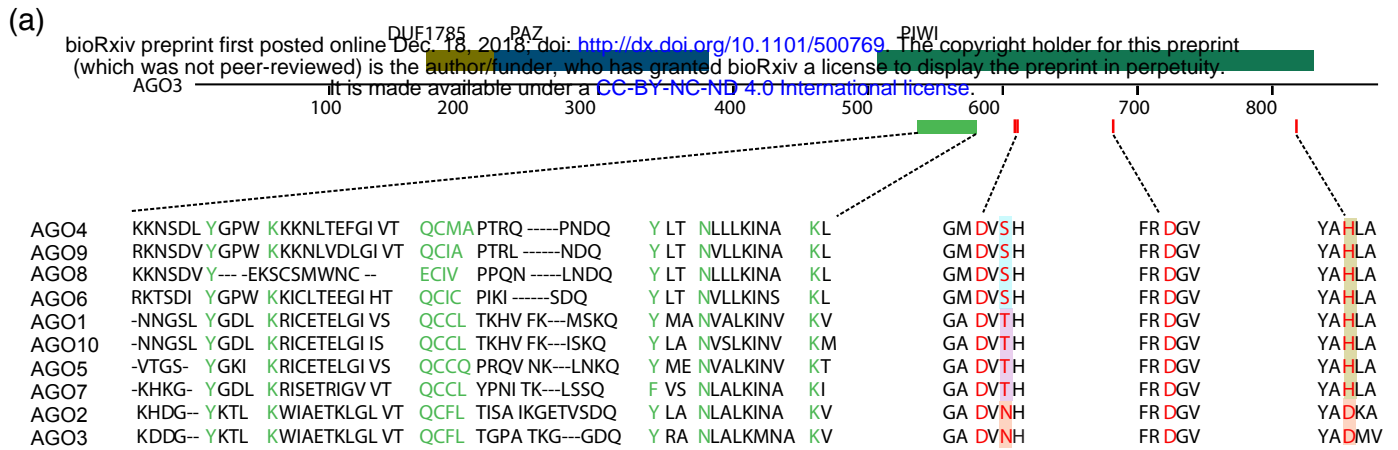 (a)
DUF1785 PAZ PIWI
bioRxiv preprint first posted online Dec. 18, 2018; doi: http://dx.doi.org/10.1101/500769. The copyright holder for this preprint
(which was not peer-reviewed) is the author/funder, who has granted bioRxiv a license to display the preprint in perpetuity.
It is made available under a CC-BY-NC-ND 4.0 International license.
AGO3
100 200 300 400 500 600 700 800
AGO4 KKNSDL YGPW KKKNLTEFGI VT QCMA PTRQ -----PNDQ Y LT NLLLKINA KL GM DVSH FR DGV YAHLA
AGO9 RKNSDV YGPW KKKNLVDLGI VT QCIA PTRL -----NDQ Y LT NVLLKINA KL GM DVSH FR DGV YAHLA
AGO8 KKNSDV Y----EKSCSMWNC -- ECIV PPQN -----LNDQ Y LT NLLLKINA KL GM DVSH FR DGV YAHLA
AGO6 RKTSDI YGPW KKICLTEEGI HT QCIC PIKI ------SDQ Y LT NVLLKINS KL GM DVSH FR DGV YAHLA
AGO1 -NNGSL YGDL KRICETELGI VS QCCL TKHV FK---MSKQ Y MA NVALKINV KV GA DVTH FR DGV YAHLA
AGO10 -NNGSL YGDL KRICETELGI IS QCCL TKHV FK---ISKQ Y LA NVSLKINV KM GA DVTH FR DGV YAHLA
AGO5 -VTGS- YGKI KRICETELGI VS QCCQ PRQV NK---LNKQ Y ME NVALKINV KT GA DVTH FR DGV YAHLA
AGO7 -KHKG- YGDL KRISETRIGV VT QCCL YPNI TK---LSSQ F VS NLALKINA KI GA DVTH FR DGV YAHLA
AGO2 KHDG-- YKTL KWIAETKLGL VT QCFL TISA IKGETVSDQ Y LA NLALKINA KV GA DVNH FR DGV YADKA
AGO3 KDDG-- YKTL KWIAETKLGL VT QCFL TGPA TKG---GDQ Y RA NLALKMNA KV GA DVNH FR DGV YADMV